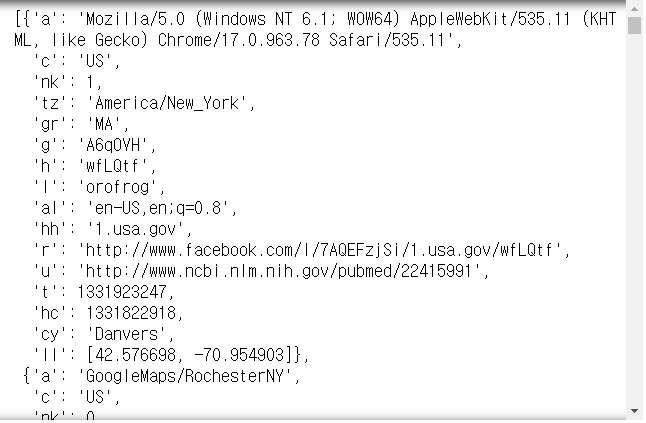 [{'a': 'Mozilla/5.0 (Windows NT 6.1; WOW64) AppleWebKit/535.11 (KHT
ML, like Gecko) Chrome/17.0.963.78 Safari/535.11',
'c': 'US',
'nk': 1,
'tz': 'America/New_York',
'gr': 'MA',
'g': 'A6qOVH',
'h': 'wfLQtf',
'l': 'orofrog',
'al': 'en-US,en;q=0.8',
'hh': '1.usa.gov',
'r': 'http://www.facebook.com/l/7AQEFzjSi/1.usa.gov/wfLQtf',
'u': 'http://www.ncbi.nlm.nih.gov/pubmed/22415991',
't': 1331923247,
'hc': 1331822918,
'cy': 'Danvers',
'll': [42.576698, -70.954903]},
{'a': 'GoogleMaps/RochesterNY',
'c': 'US',
'nk': 0